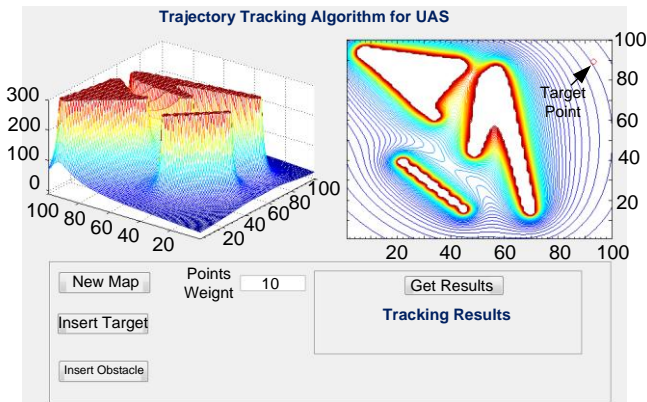 Trajectory Tracking Algorithm for UAS
300
200
100
0
100
80
60
40
20
20
40
60
80
100
100
80
60
40
20
20
40
60
80
100
Target
Point
New Map
Points
Weignt
10
Insert Target
Insert Obstacle
Get Results
Tracking Results